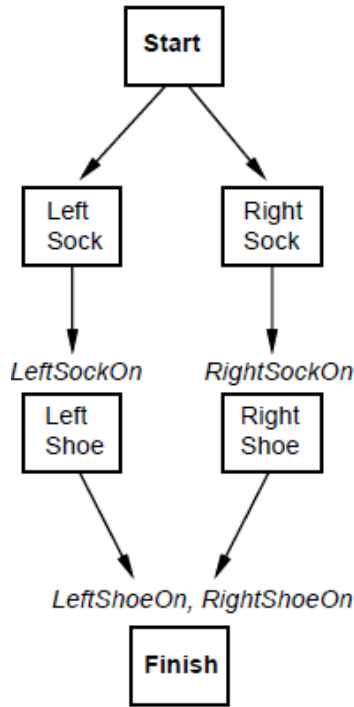 Start
Left Right
Sock Sock
LeftSockOn RightSockOn
Left Right
Shoe Shoe
LeftShoeOn, RightShoeOn
Finish